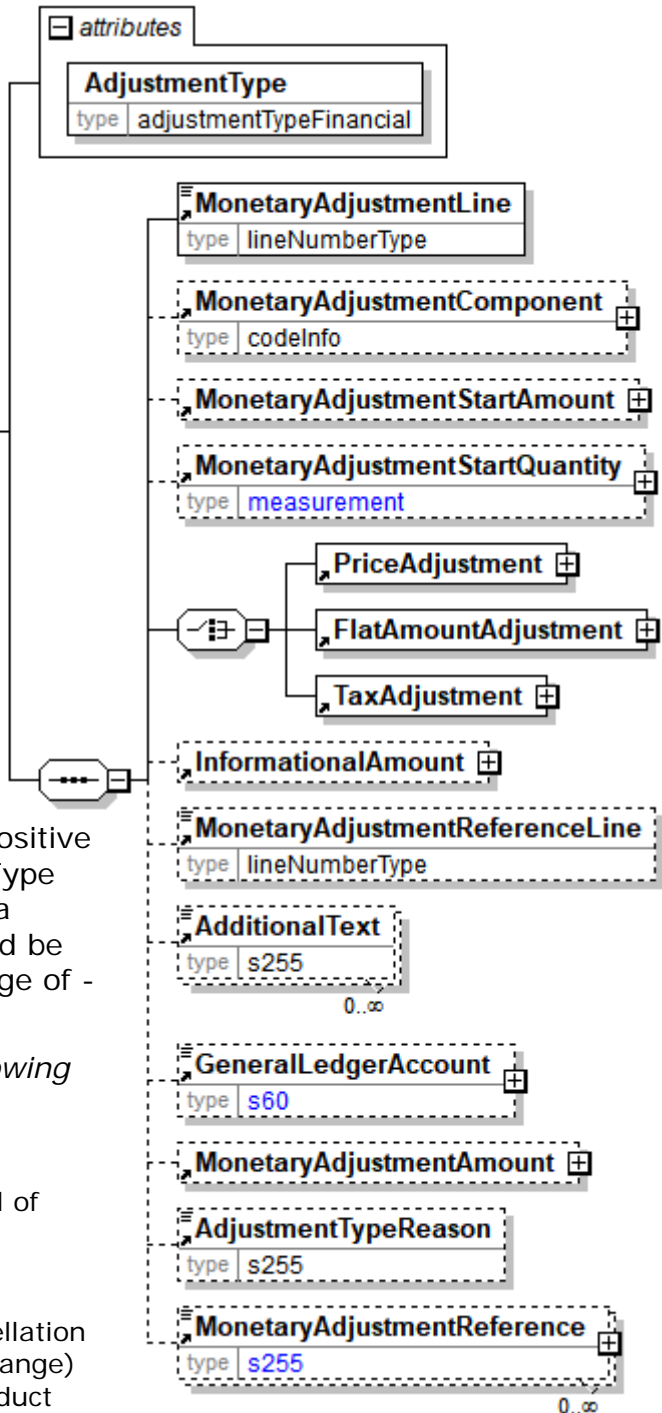 attributes
AdjustmentType
type adjustmentTypeFinancial
MonetaryAdjustmentLine
type lineNumberType
MonetaryAdjustmentComponent
type codeInfo
MonetaryAdjustmentStartAmount
MonetaryAdjustmentStartQuantity
type measurement
PriceAdjustment
FlatAmountAdjustment
TaxAdjustment
InformationalAmount
MonetaryAdjustmentReferenceLine
type lineNumberType
AdditionalText
type s255
0..∞
GeneralLedgerAccount
type s60
MonetaryAdjustmentAmount
AdjustmentTypeReason
type s255
MonetaryAdjustmentReference
type s255
0..∞
ositive
ype
a
d be
ge of -
owing
l of
ellation
ange)
duct